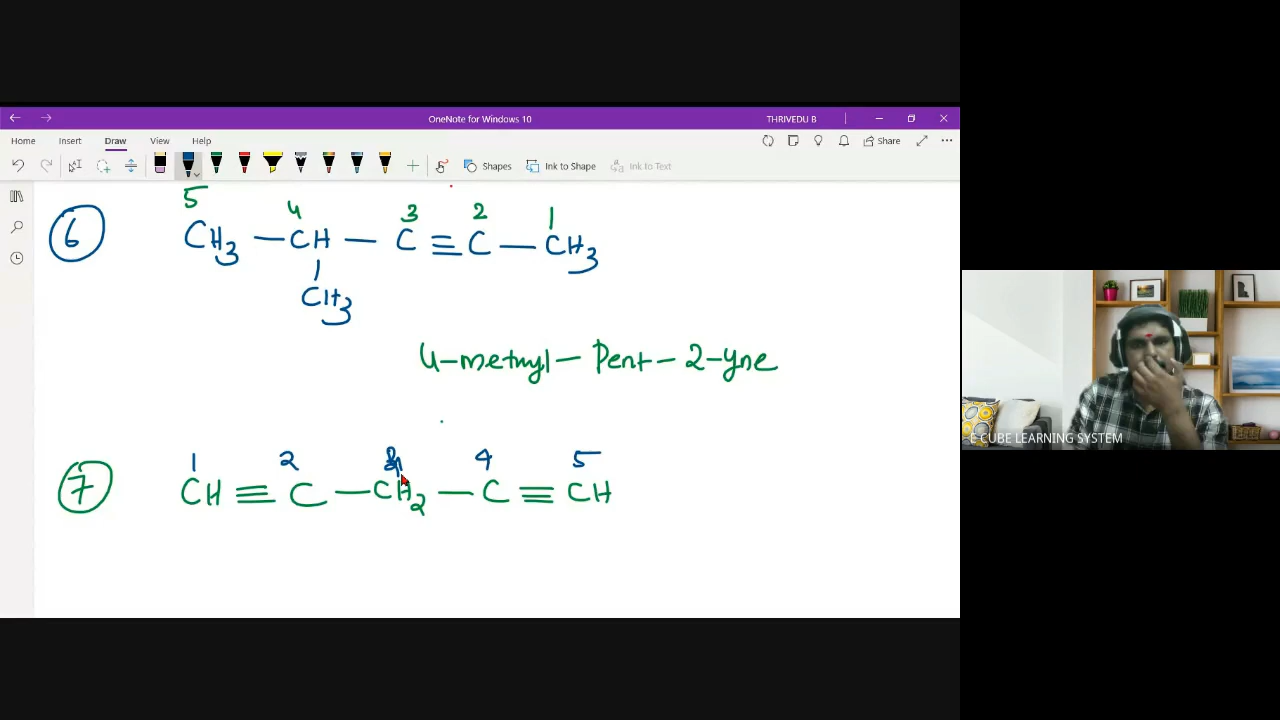 OneNote for Windows 10
THRIVEDU B
Home Insert Draw View Help
Share
Shapes Ink to Shape Ink to Text
5 4 3 2 1
6 CH3 — CH — C ≡ C — CH3
CH3
4-methyl-Pent-2-yne
1 2 4 5
7 CH ≡ C — CH2 — C ≡ CH
E CUBE LEARNING SYSTEM